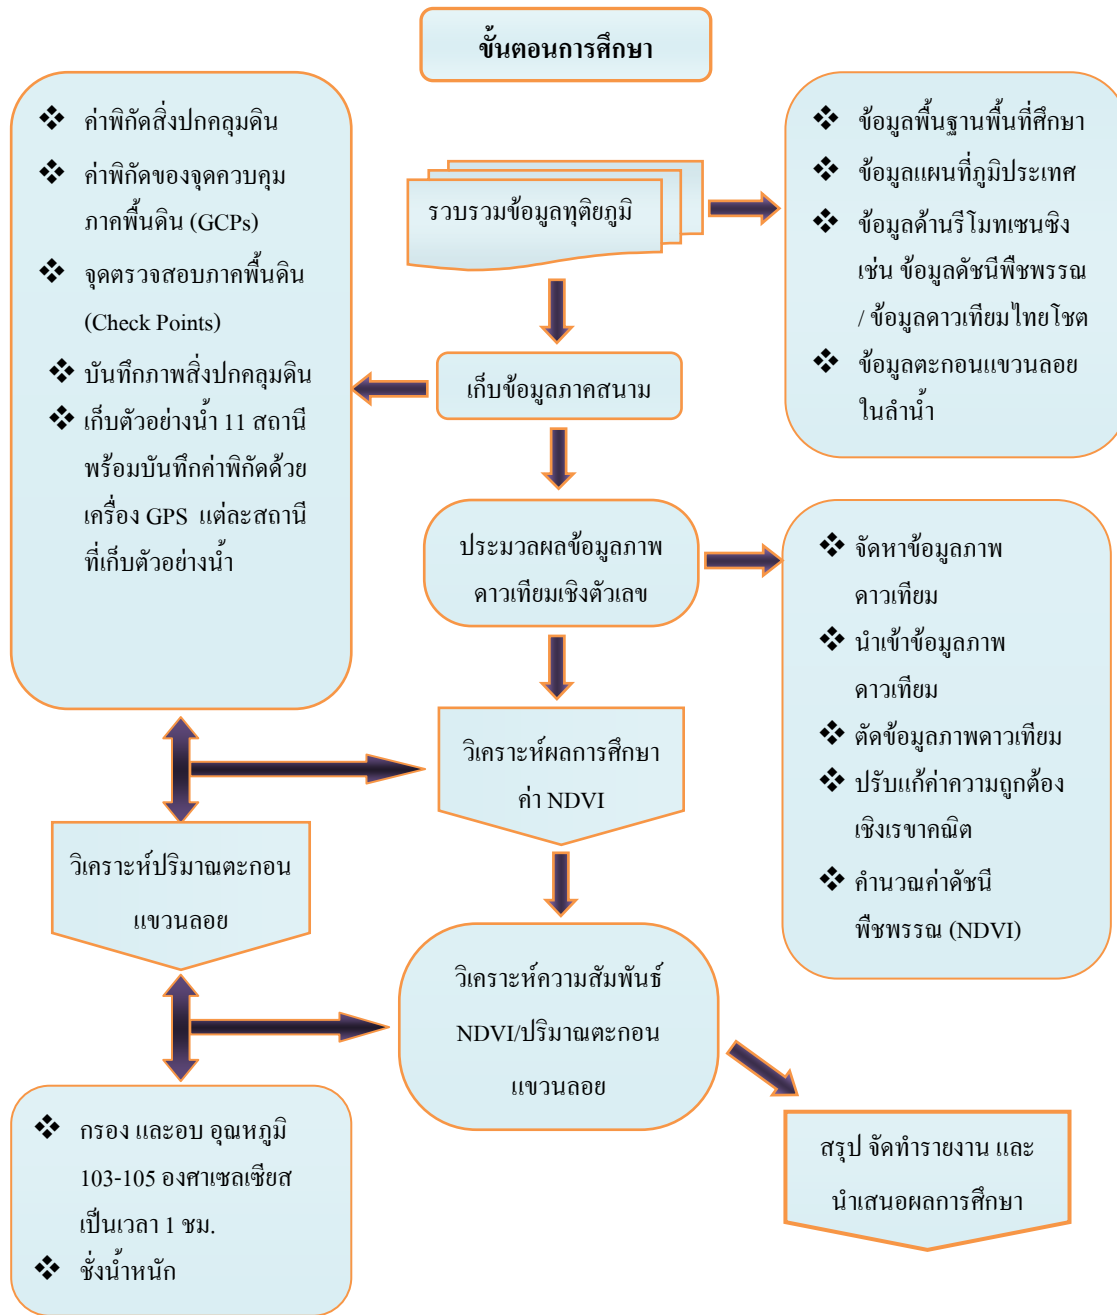 ขั้นตอนการศึกษา
❖ ค่าพิกัดสิ่งปกคลุมดิน
❖ ค่าพิกัดของจุดควบคุม
ภาคพื้นดิน (GCPs)
❖ จุดตรวจสอบภาคพื้นดิน
(Check Points)
❖ บันทึกภาพสิ่งปกคลุมดิน
❖ เก็บตัวอย่างน้ำ 11 สถานี
พร้อมบันทึกค่าพิกัดด้วย
เครื่อง GPS แต่ละสถานี
ที่เก็บตัวอย่างน้ำ
รวบรวมข้อมูลทุติยภูมิ
❖ ข้อมูลพื้นฐานพื้นที่ศึกษา
❖ ข้อมูลแผนที่ภูมิประเทศ
❖ ข้อมูลด้านรีโมทเซนซิง
เช่น ข้อมูลดัชนีพืชพรรณ
/ ข้อมูลดาวเทียมไทยโชต
❖ ข้อมูลตะกอนแขวนลอย
ในลำน้ำ
เก็บข้อมูลภาคสนาม
ประมวลผลข้อมูลภาพ
ดาวเทียมเชิงตัวเลข
❖ จัดหาข้อมูลภาพ
ดาวเทียม
❖ นำเข้าข้อมูลภาพ
ดาวเทียม
❖ ตัดข้อมูลภาพดาวเทียม
❖ ปรับแก้ค่าความถูกต้อง
เชิงเรขาคณิต
❖ คำนวณค่าดัชนี
พืชพรรณ (NDVI)
วิเคราะห์ผลการศึกษา
ค่า NDVI
วิเคราะห์ปริมาณตะกอน
แขวนลอย
วิเคราะห์ความสัมพันธ์
NDVI/ปริมาณตะกอน
แขวนลอย
❖ กรอง และอบ อุณหภูมิ
103-105 องศาเซลเซียส
เป็นเวลา 1 ชม.
❖ ชั่งน้ำหนัก
สรุป จัดทำรายงาน และ
นำเสนอผลการศึกษา